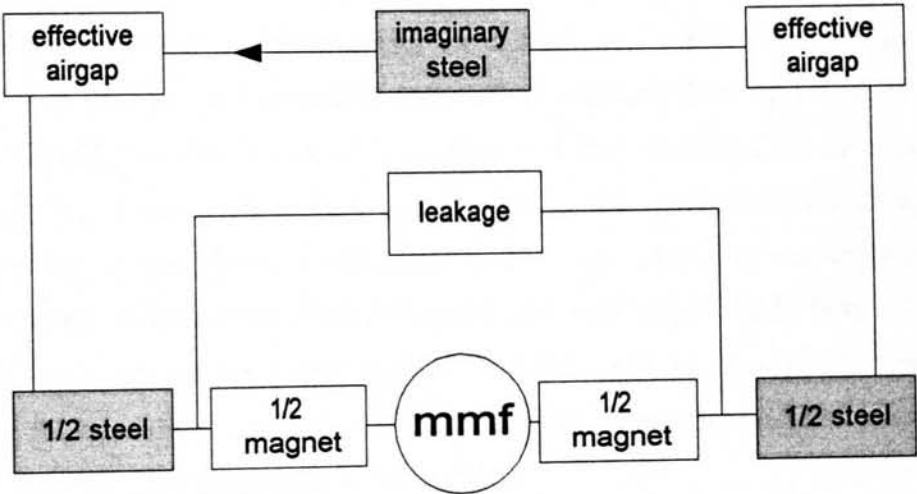 effective
airgap
imaginary
steel
effective
airgap
leakage
1/2 steel
1/2
magnet
mmf
1/2
magnet
1/2 steel